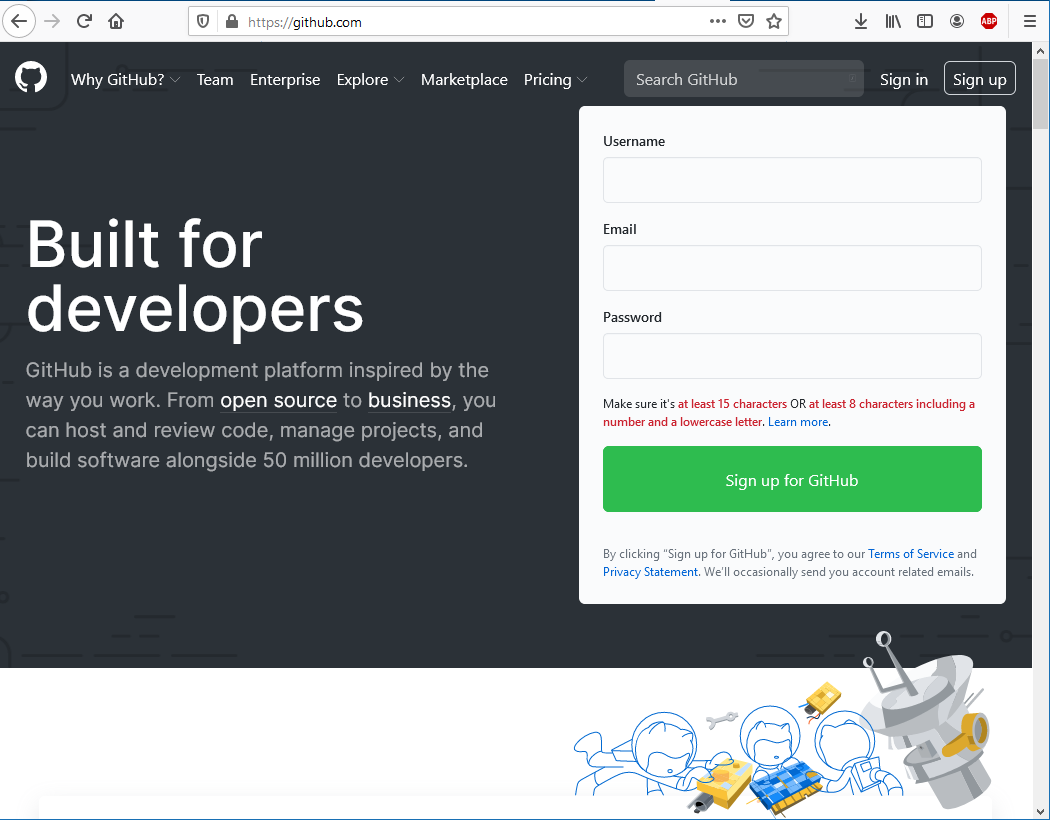 https://github.com
ABP
Why GitHub? Team Enterprise Explore Marketplace Pricing Search GitHub Sign in Sign up
Built for
developers
GitHub is a development platform inspired by the
way you work. From open source to business, you
can host and review code, manage projects, and
build software alongside 50 million developers.
Username
Email
Password
Make sure it's at least 15 characters OR at least 8 characters including a
number and a lowercase letter. Learn more.
Sign up for GitHub
By clicking “Sign up for GitHub”, you agree to our Terms of Service and
Privacy Statement. We'll occasionally send you account related emails.